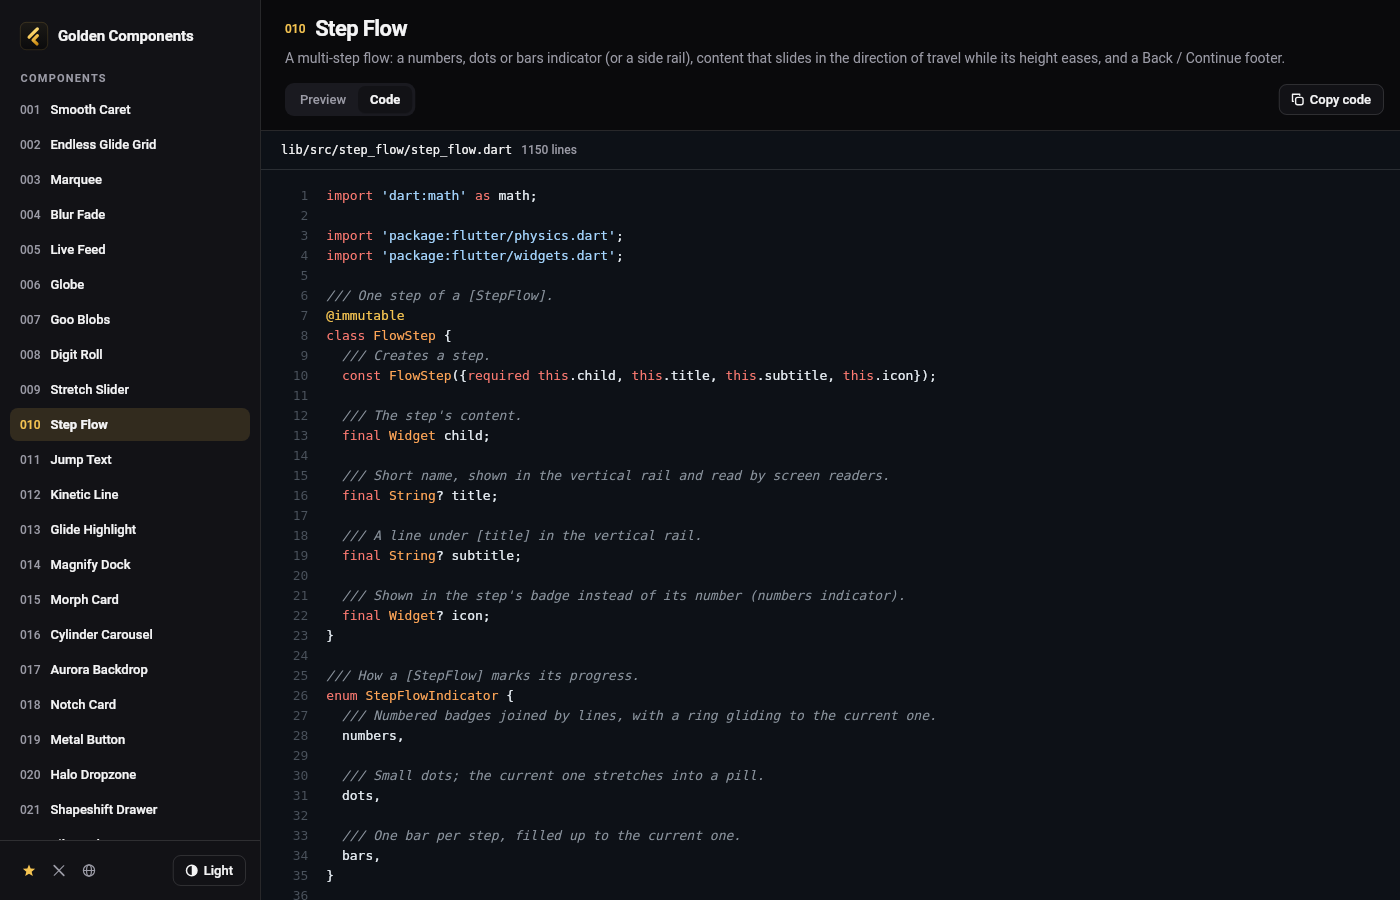 Golden Components
COMPONENTS
001 Smooth Caret
002 Endless Glide Grid
003 Marquee
004 Blur Fade
005 Live Feed
006 Globe
007 Goo Blobs
008 Digit Roll
009 Stretch Slider
010 Step Flow
011 Jump Text
012 Kinetic Line
013 Glide Highlight
014 Magnify Dock
015 Morph Card
016 Cylinder Carousel
017 Aurora Backdrop
018 Notch Card
019 Metal Button
020 Halo Dropzone
021 Shapeshift Drawer
Light
010 Step Flow
A multi-step flow: a numbers, dots or bars indicator (or a side rail), content that slides in the direction of travel while its height eases, and a Back / Continue footer.
Preview Code
Copy code
lib/src/step_flow/step_flow.dart 1150 lines
1 import 'dart:math' as math;
2
3 import 'package:flutter/physics.dart';
4 import 'package:flutter/widgets.dart';
5
6 /// One step of a [StepFlow].
7 @immutable
8 class FlowStep {
9 /// Creates a step.
10 const FlowStep({required this.child, this.title, this.subtitle, this.icon});
11
12 /// The step's content.
13 final Widget child;
14
15 /// Short name, shown in the vertical rail and read by screen readers.
16 final String? title;
17
18 /// A line under [title] in the vertical rail.
19 final String? subtitle;
20
21 /// Shown in the step's badge instead of its number (numbers indicator).
22 final Widget? icon;
23 }
24
25 /// How a [StepFlow] marks its progress.
26 enum StepFlowIndicator {
27 /// Numbered badges joined by lines, with a ring gliding to the current one.
28 numbers,
29
30 /// Small dots; the current one stretches into a pill.
31 dots,
32
33 /// One bar per step, filled up to the current one.
34 bars,
35 }
36